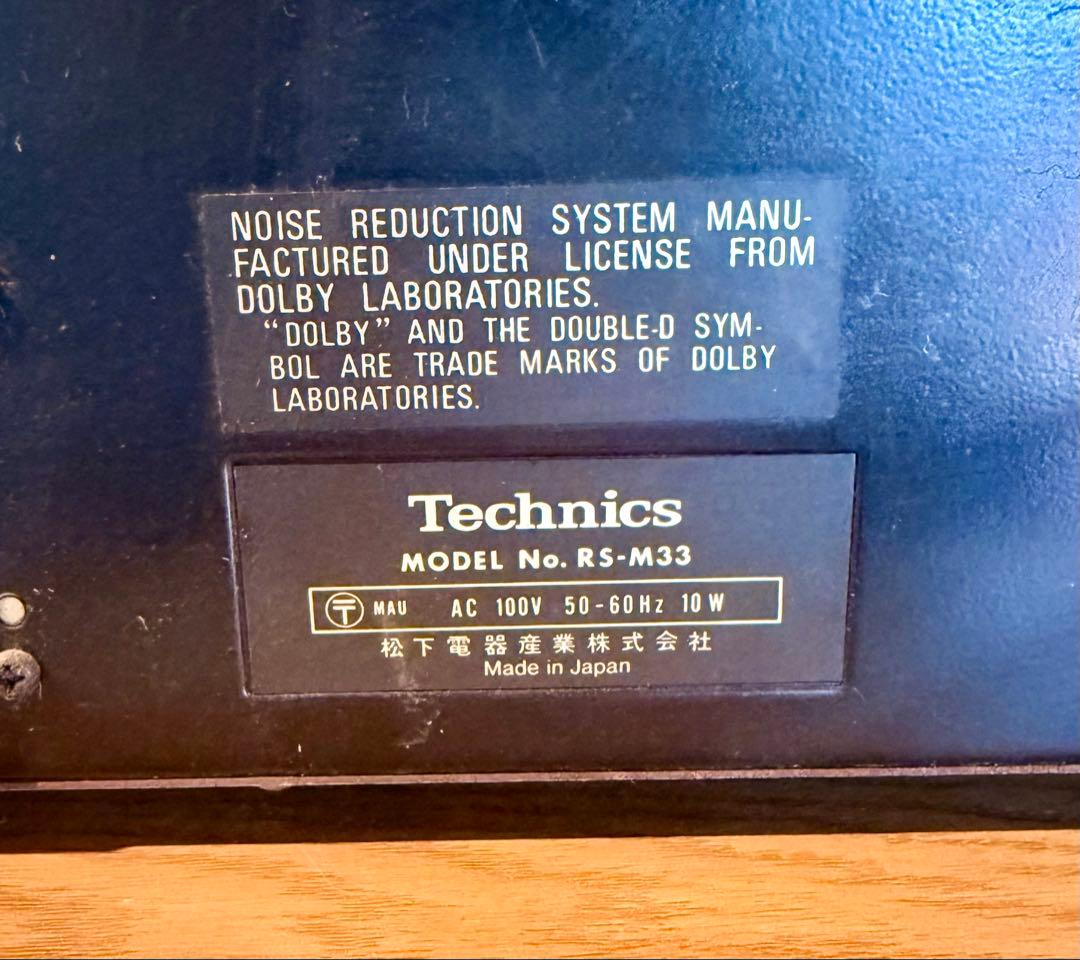 NOISE REDUCTION SYSTEM MANU-
FACTURED UNDER LICENSE FROM
DOLBY LABORATORIES.
“DOLBY” AND THE DOUBLE-D SYM-
BOL ARE TRADE MARKS OF DOLBY
LABORATORIES.
Technics
MODEL No. RS-M33
〒 MAU AC 100V 50-60Hz 10W
松下電器産業株式会社
Made in Japan